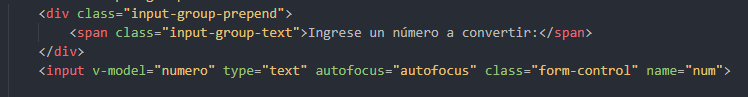 <div class="input-group-prepend">
<span class="input-group-text">Ingrese un número a convertir:</span>
</div>
<input v-model="numero" type="text" autofocus="autofocus" class="form-control" name="num">